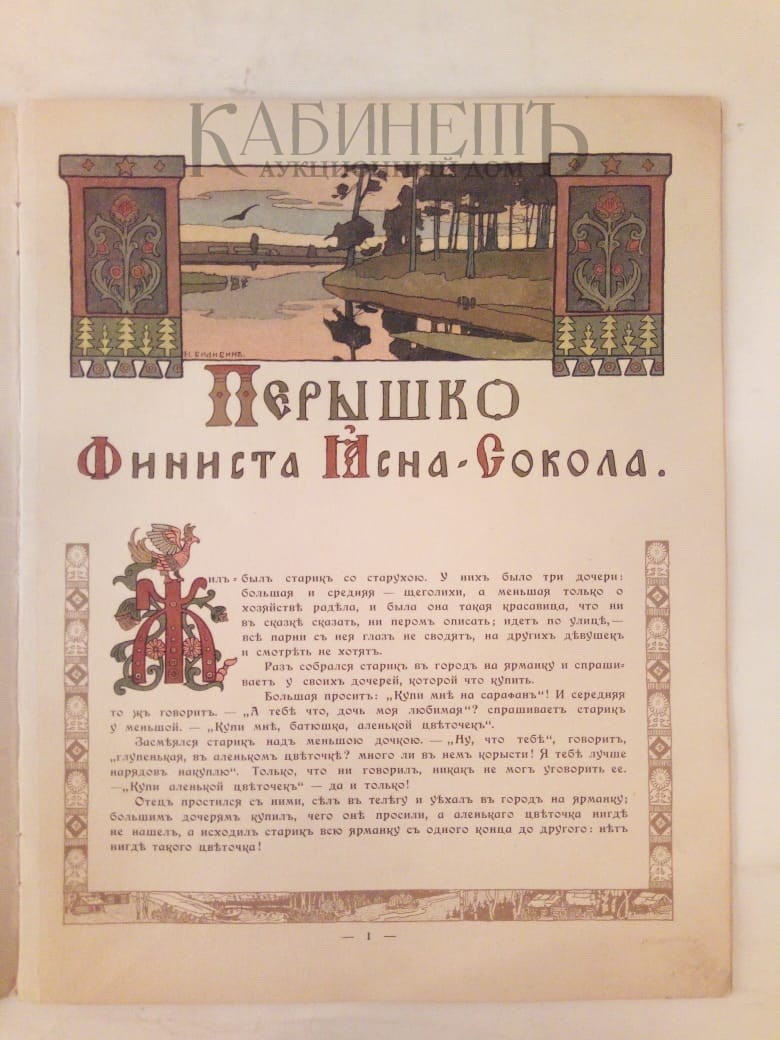 КАБИНЕТЪ
АУКЦИОННЫЙ ДОМ
И. БИЛИБИНЪ.
ПЕРЫШКО
ФИНИСТА ЯСНА-СОКОЛА.
Жилъ-былъ старикъ со старухою. У нихъ было три дочери:
большая и средняя — щеголихи, а меньшая только о
хозяйствѣ радѣла, и была она такая красавица, что ни
въ сказкѣ сказать, ни перомъ описать; идетъ по улицѣ,—
всѣ парни съ нея глазъ не сводятъ, на другихъ дѣвушекъ
и смотрѣть не хотятъ.
Разъ собрался старикъ въ городъ на ярманку и спраши-
ваетъ у своихъ дочерей, которой что купить.
Большая проситъ: „Купи мнѣ на сарафанъ“! И середняя
то жъ говоритъ. — „А тебѣ что, дочь моя любимая“? спрашиваетъ старикъ
у меньшой. — „Купи мнѣ, батюшка, аленькой цвѣточекъ“.
Засмѣялся старикъ надъ меньшою дочкою. — „Ну, что тебѣ“, говоритъ,
„глупенькая, въ аленькомъ цвѣточкѣ? много ли въ немъ корысти! Я тебѣ лучше
нарядовъ накуплю“. Только, что ни говорилъ, никакъ не могъ уговорить ее.
—„Купи аленькой цвѣточекъ“ — да и только!
Отецъ простился съ ними, сѣлъ въ телѣгу и уѣхалъ въ городъ на ярманку;
большимъ дочерямъ купилъ, чего онѣ просили, а аленькаго цвѣточка нигдѣ
не нашелъ, а исходилъ старикъ всю ярманку съ одного конца до другого: нѣтъ
нигдѣ такого цвѣточка!
— 1 —